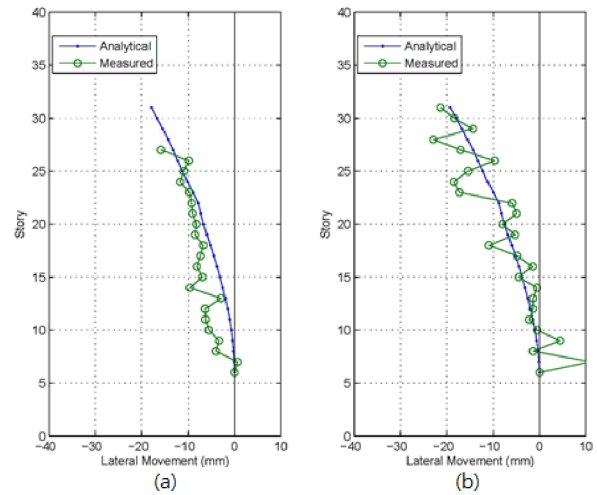 40
35
30
25
20
15
10
5
0
Story
Analytical
Measured
−40 −30 −20 −10 0 10
Lateral Movement (mm)
(a)
40
35
30
25
20
15
10
5
0
Story
Analytical
Measured
−40 −30 −20 −10 0 10
Lateral Movement (mm)
(b)